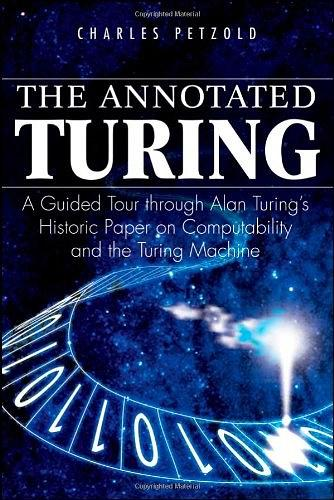 CHARLES PETZOLD
THE ANNOTATED
TURING
A Guided Tour through Alan Turing's
Historic Paper on Computability
and the Turing Machine